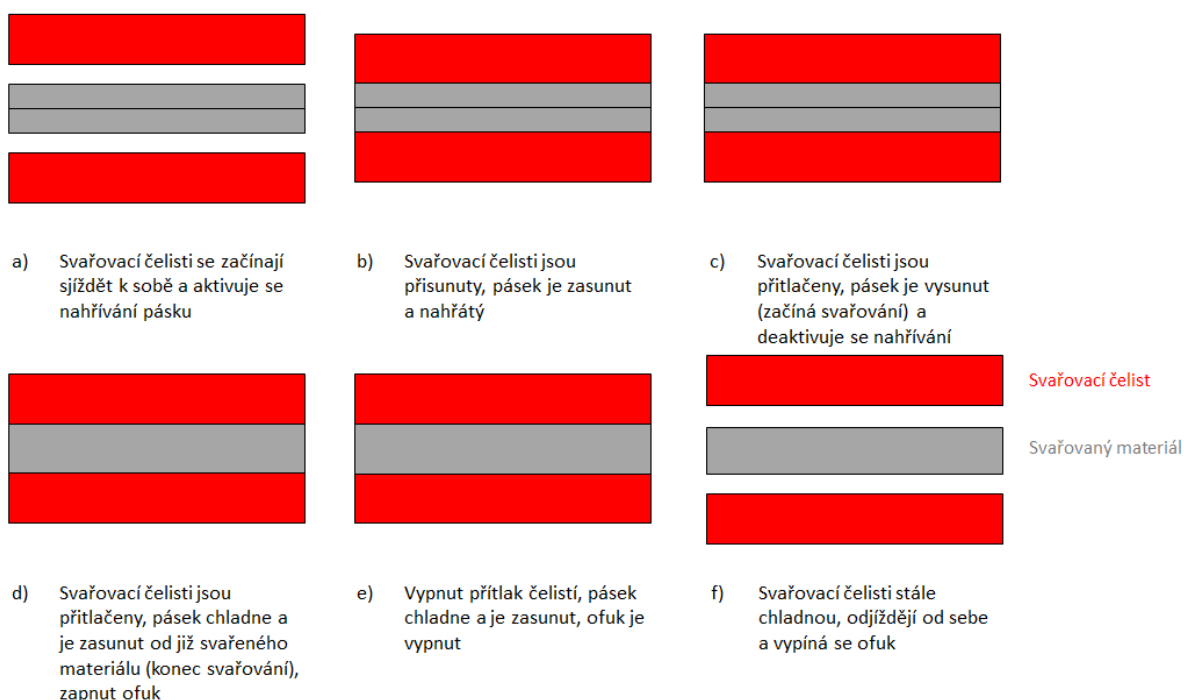 a) Svařovací čelisti se začínají
sjíždět k sobě a aktivuje se
nahřívání pásku
b) Svařovací čelisti jsou
přisunuty, pásek je zasunut
a nahřátý
c) Svařovací čelisti jsou
přitlačeny, pásek je vysunut
(začíná svařování) a
deaktivuje se nahřívání
Svařovací čelist
Svařovaný materiál
d) Svařovací čelisti jsou
přitlačeny, pásek chladne a
je zasunut od již svařeného
materiálu (konec svařování),
zapnut ofuk
e) Vypnut přítlak čelistí, pásek
chladne a je zasunut, ofuk je
vypnut
f) Svařovací čelisti stále
chladnou, odjíždějí od sebe
a vypíná se ofuk